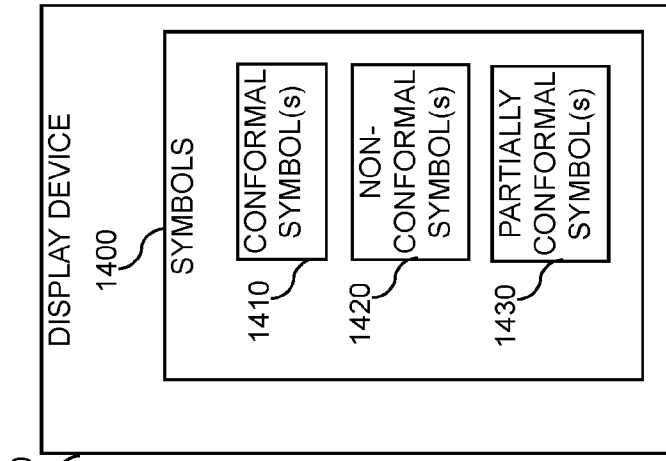 DISPLAY DEVICE
1400
SYMBOLS
1410
CONFORMAL
SYMBOL(s)
1420
NON-
CONFORMAL
SYMBOL(s)
1430
PARTIALLY
CONFORMAL
SYMBOL(s)